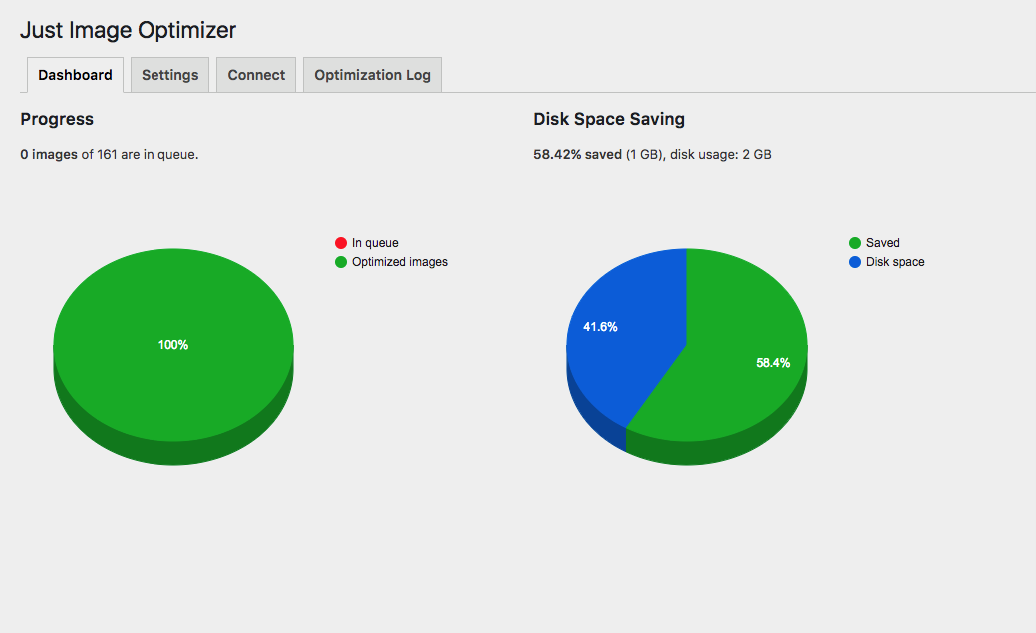 Just Image Optimizer
Dashboard Settings Connect Optimization Log
Progress
0 images of 161 are in queue.
In queue
Optimized images
100%
Disk Space Saving
58.42% saved (1 GB), disk usage: 2 GB
Saved
Disk space
41.6%
58.4%